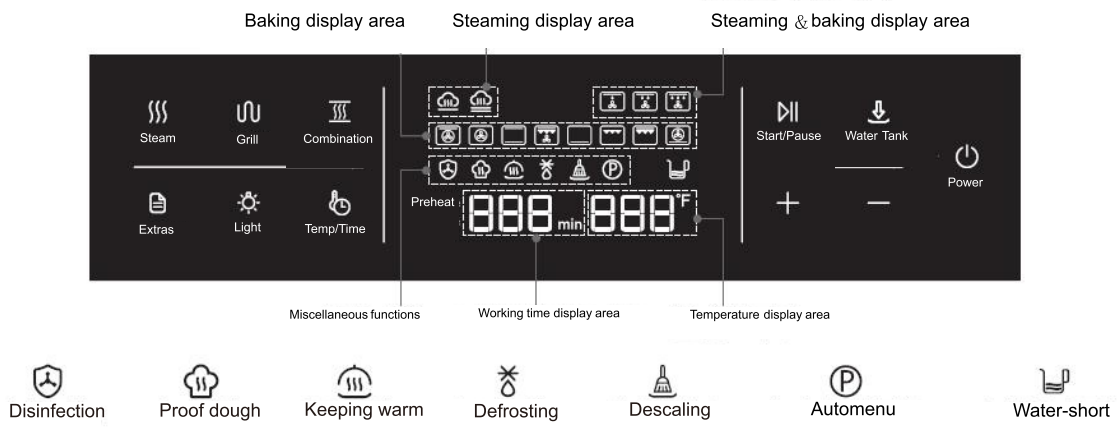 Baking display area Steaming display area Steaming & baking display area
Steam Grill Combination
Start/Pause Water Tank
Power
Preheat
888 min 888 °F
Extras Light Temp/Time
+ −
Miscellaneous functions Working time display area Temperature display area
Disinfection Proof dough Keeping warm Defrosting Descaling Automenu Water-short